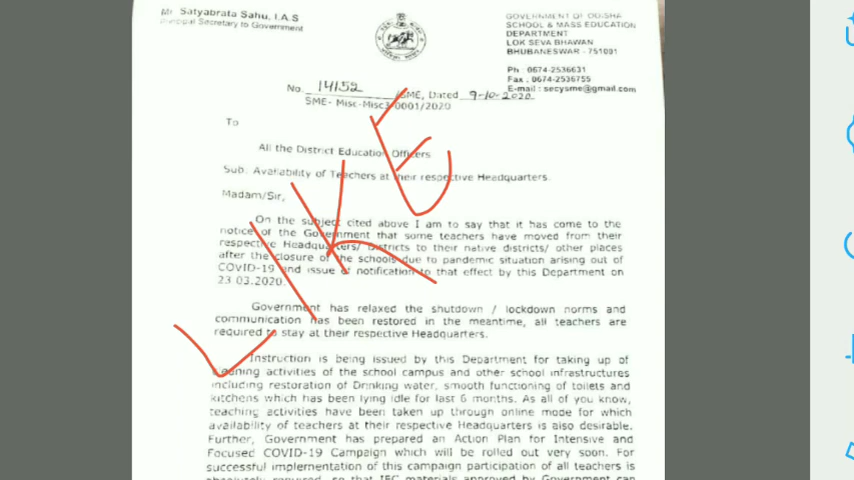 Mr. Satyabrata Sahu, I.A.S
Principal Secretary to Government
GOVERNMENT OF ODISHA
SCHOOL & MASS EDUCATION
DEPARTMENT
LOK SEVA BHAWAN
BHUBANESWAR - 751001
Ph : 0674-2536631
Fax : 0674-2536755
E-mail : secysme@gmail.com
No. 14152 /SME, Dated 9-10-2020
SME- Misc-Misc3-0001/2020
To
All the District Education Officers
Sub: Availability of Teachers at their respective Headquarters.
Madam/Sir,
On the subject cited above I am to say that it has come to the
notice of the Government that some teachers have moved from their
respective Headquarters/ districts to their native districts/ other places
after the closure of the schools due to pandemic situation arising out of
COVID-19 and issue of notification to that effect by this Department on
23.03.2020.
Government has relaxed the shutdown / lockdown norms and
communication has been restored in the meantime, all teachers are
required to stay at their respective Headquarters.
Instruction is being issued by this Department for taking up of
cleaning activities of the school campus and other school infrastructures
including restoration of Drinking water, smooth functioning of toilets and
kitchens which has been lying idle for last 6 months. As all of you know,
teaching activities have been taken up through online mode for which
availability of teachers at their respective Headquarters is also desirable.
Further, Government has prepared an Action Plan for Intensive and
Focused COVID-19 Campaign which will be rolled out very soon. For
successful implementation of this campaign participation of all teachers is
absolutely required, so that IEC materials approved by Government can
LIKE